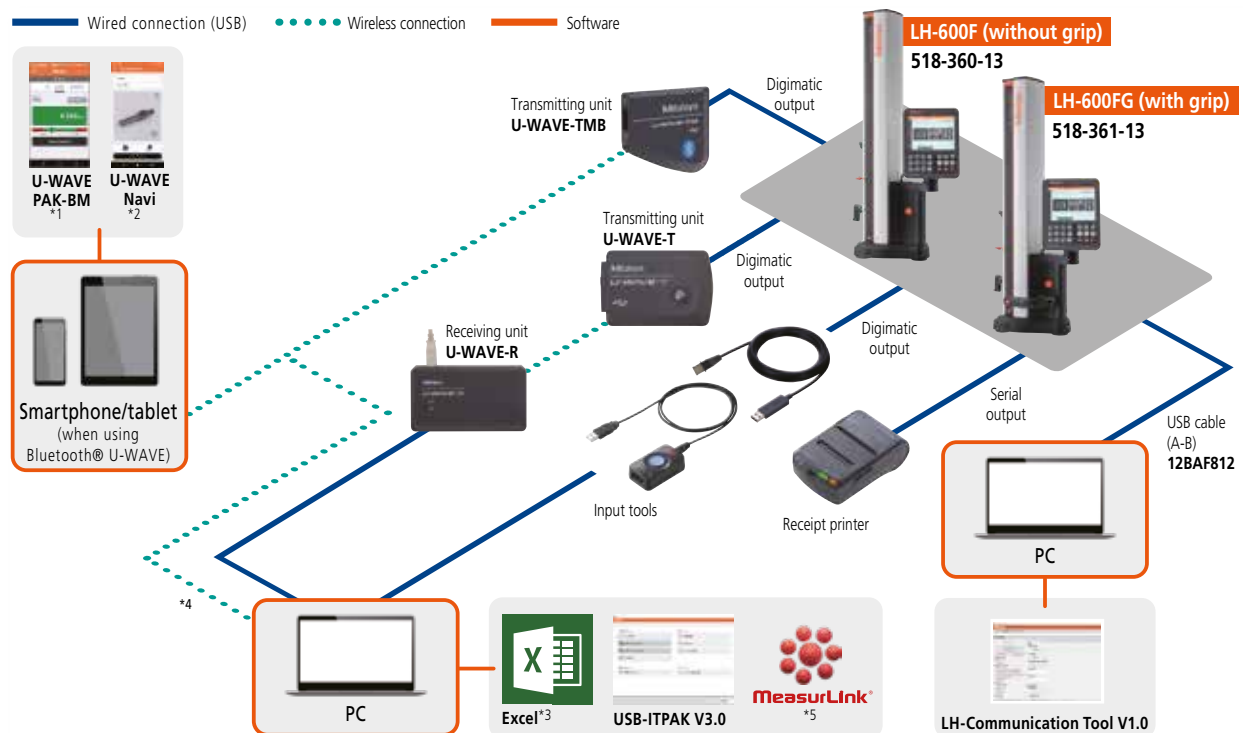 Wired connection (USB)
Wireless connection
Software
LH-600F (without grip)
518-360-13
LH-600FG (with grip)
518-361-13
Digimatic
output
Transmitting unit
U-WAVE-TMB
Mitutoyo
U-WAVE
PAK-BM
*1
U-WAVE
Navi
*2
Transmitting unit
U-WAVE-T
Mitutoyo
Digimatic
output
Receiving unit
U-WAVE-R
Digimatic
output
Smartphone/tablet
(when using
Bluetooth® U-WAVE)
Serial
output
USB cable
(A-B)
12BAF812
Input tools
Receipt printer
PC
*4
PC
X
Excel*3
USB-ITPAK V3.0
MeasurLink®
*5
LH-Communication Tool V1.0